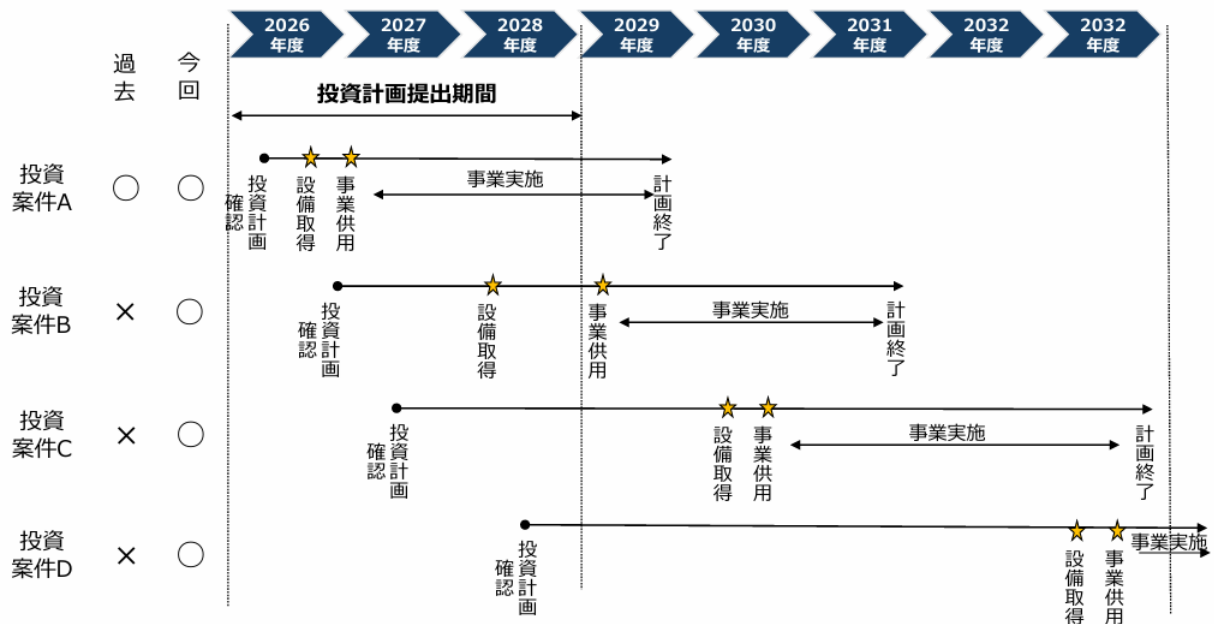 2026
年度
2027
年度
2028
年度
2029
年度
2030
年度
2031
年度
2032
年度
2032
年度
過去
今回
投資計画提出期間
投資
案件A
○
○
投資計画
確認
設備取得
事業供用
事業実施
計画終了
投資
案件B
×
○
投資計画
確認
設備取得
事業供用
事業実施
計画終了
投資
案件C
×
○
投資計画
確認
設備取得
事業供用
事業実施
計画終了
投資
案件D
×
○
投資計画
確認
設備取得
事業供用
事業実施